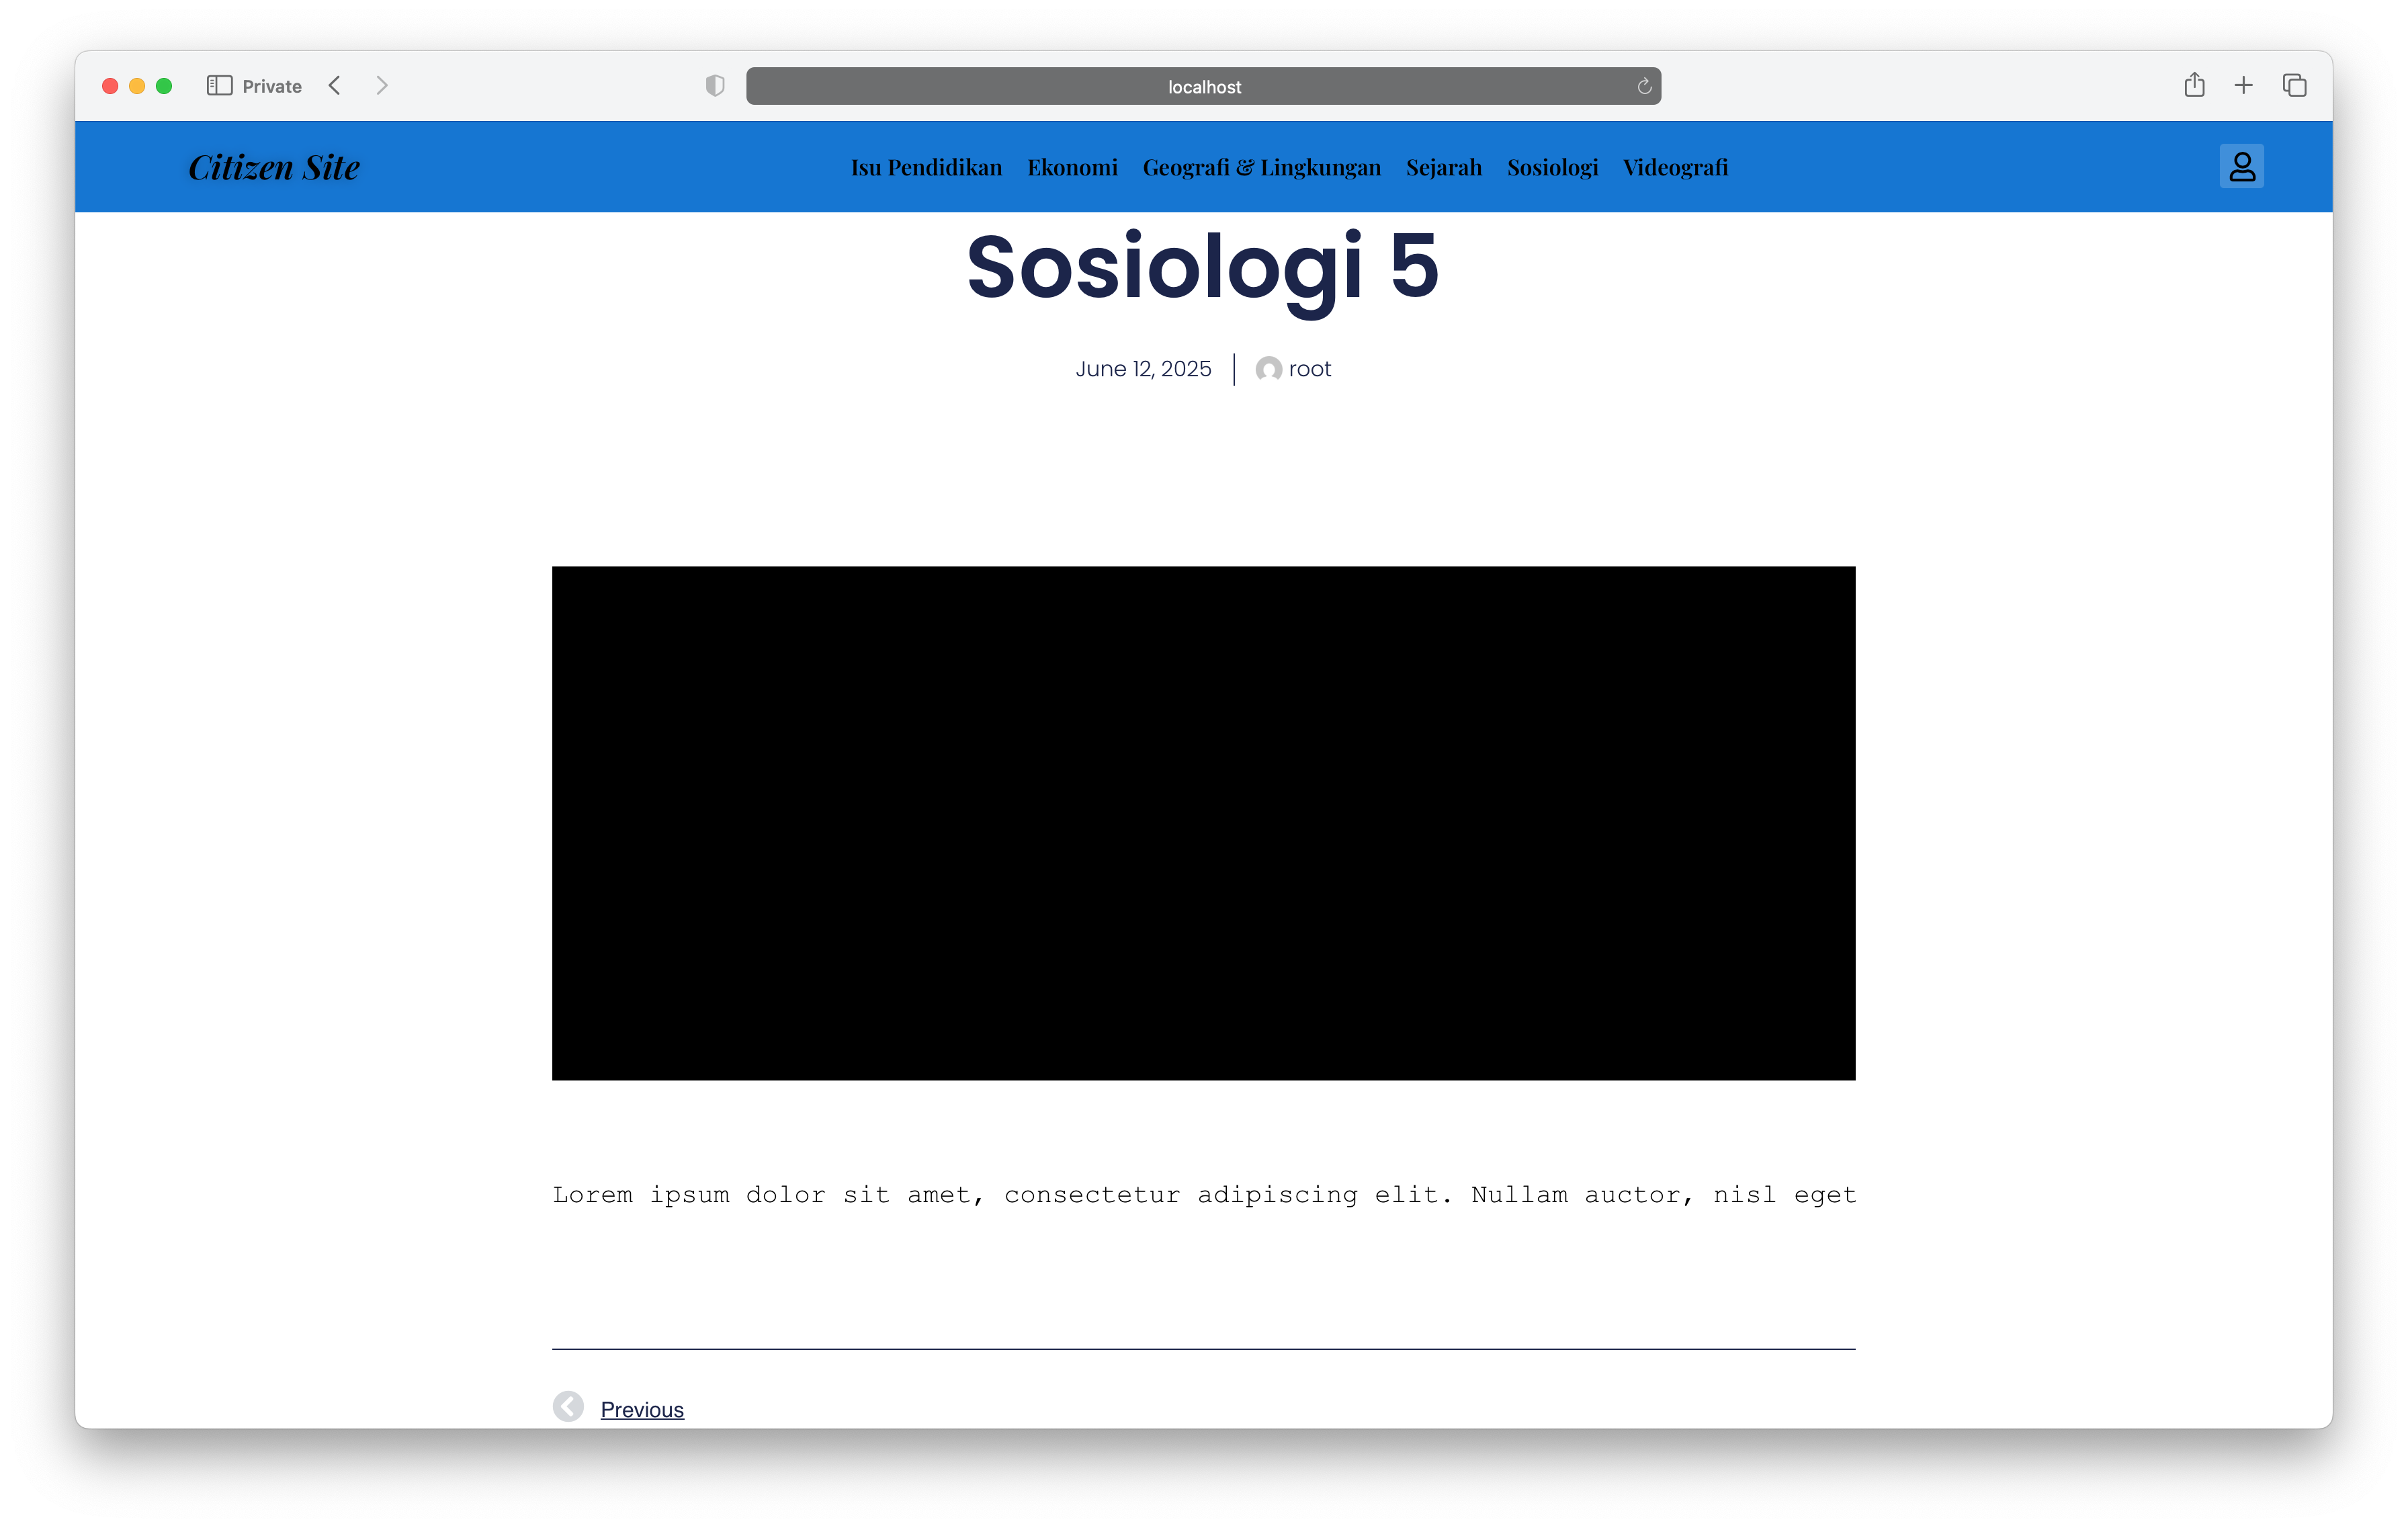 Private
localhost
Citizen Site
Isu Pendidikan Ekonomi Geografi & Lingkungan Sejarah Sosiologi Videografi
Sosiologi 5
June 12, 2025 root
Lorem ipsum dolor sit amet, consectetur adipiscing elit. Nullam auctor, nisl eget
Previous